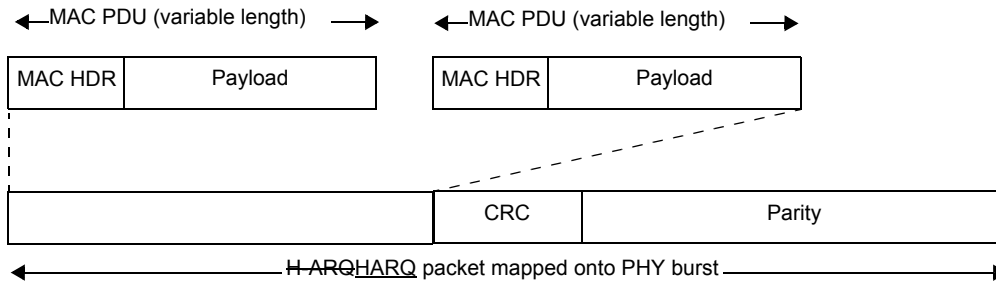 MAC PDU (variable length) MAC PDU (variable length)
MAC HDR Payload MAC HDR Payload
CRC Parity
H-ARQHARQ packet mapped onto PHY burst